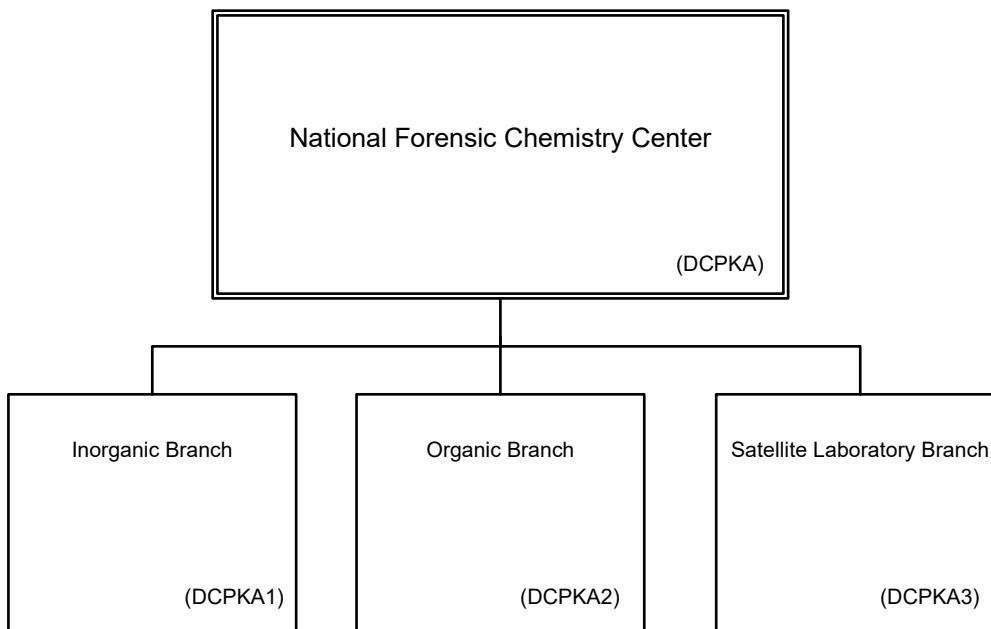 National Forensic Chemistry Center
(DCPKA)
Inorganic Branch
(DCPKA1)
Organic Branch
(DCPKA2)
Satellite Laboratory Branch
(DCPKA3)